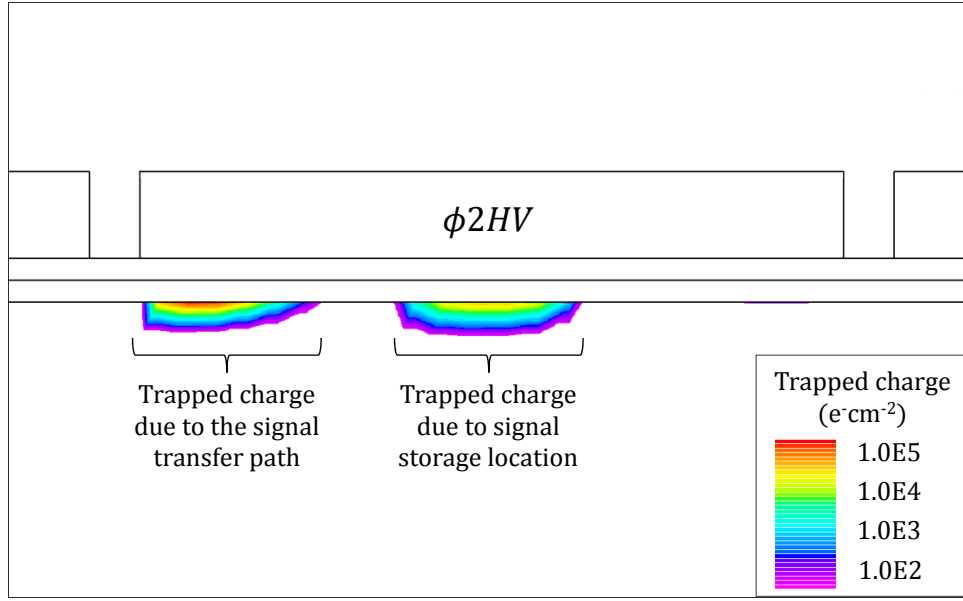 ϕ2HV
Trapped charge
due to the signal
transfer path
Trapped charge
due to signal
storage location
Trapped charge
(e⁻cm⁻²)
1.0E5
1.0E4
1.0E3
1.0E2